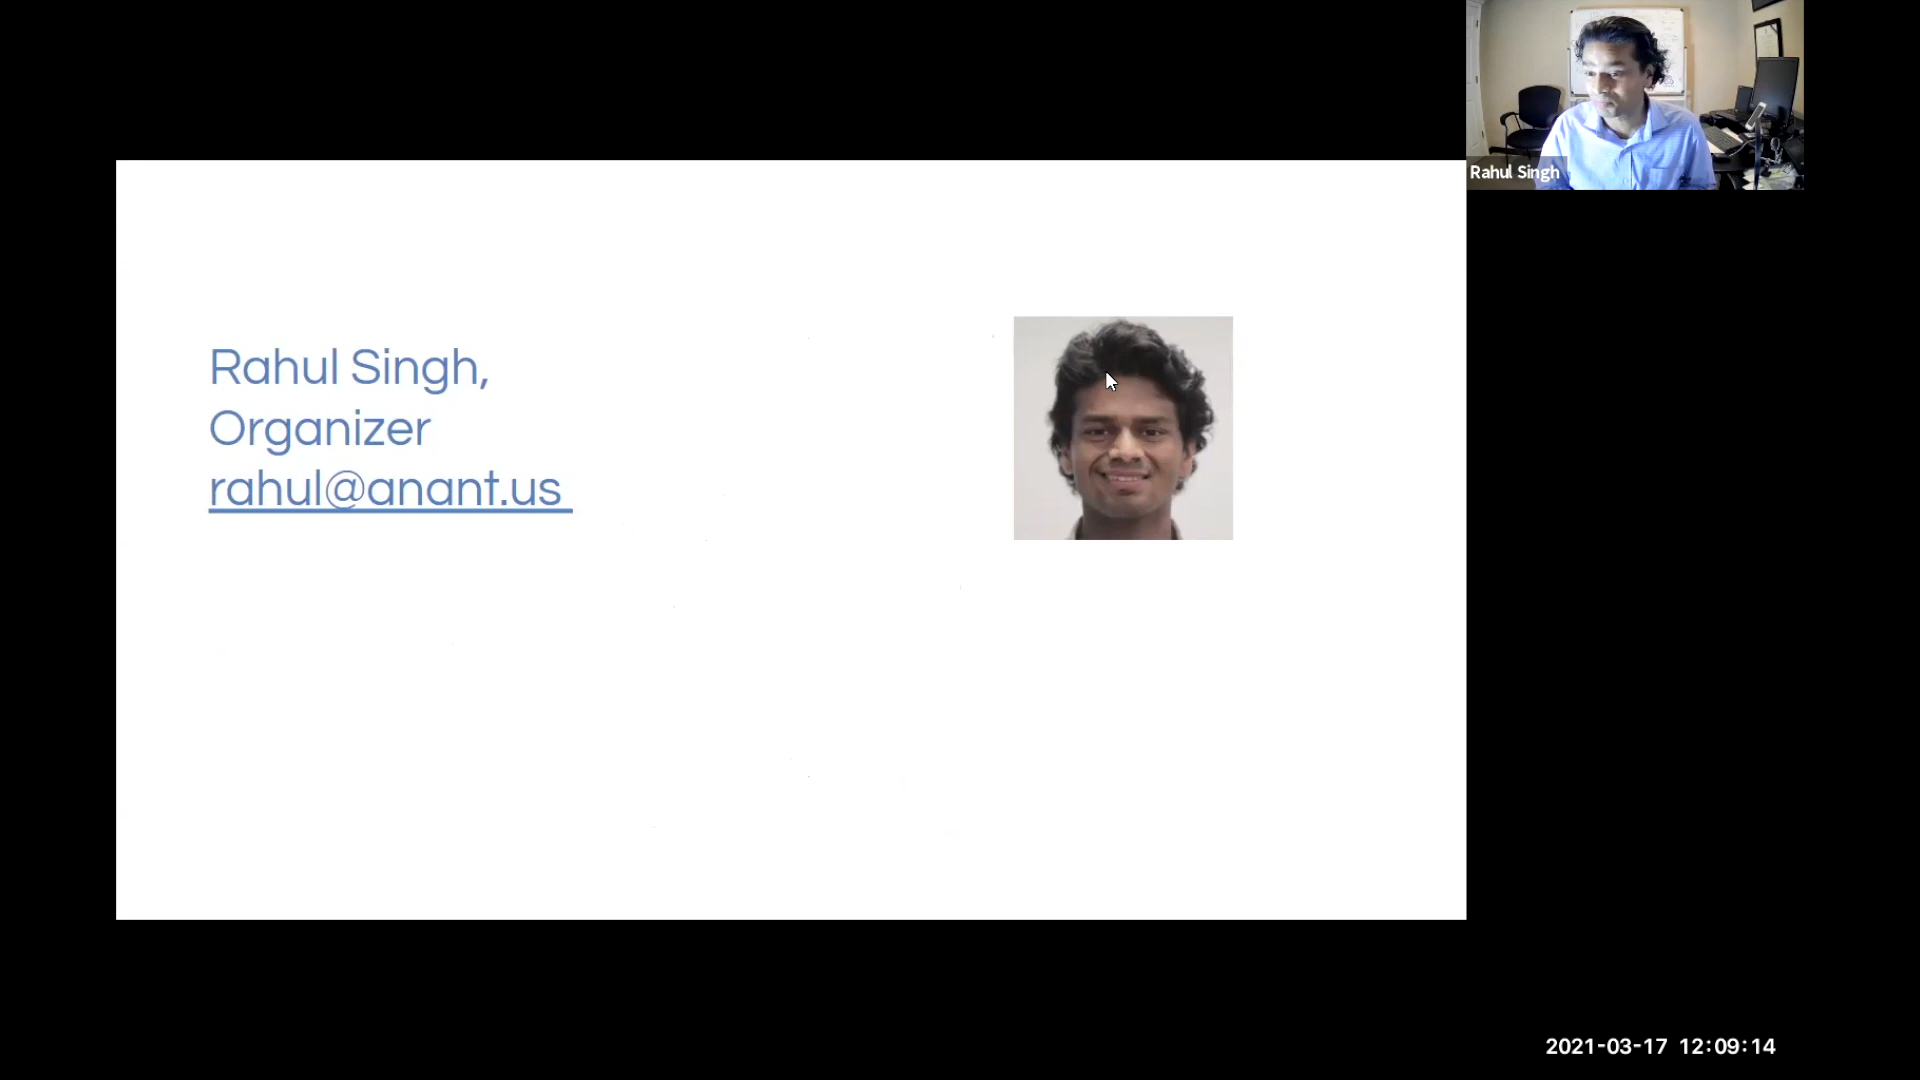 Rahul Singh
Rahul Singh,
Organizer
rahul@anant.us
2021-03-17 12:09:14